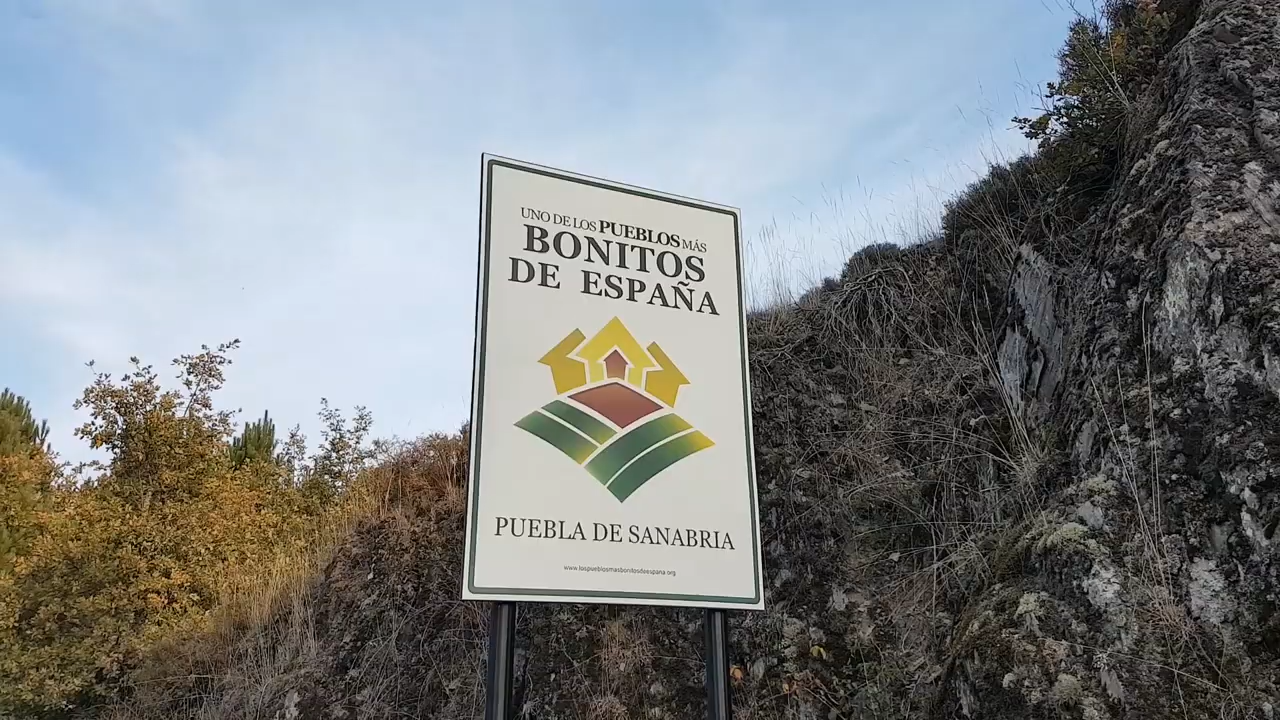 UNO DE LOS PUEBLOS MÁS
BONITOS
DE ESPAÑA
PUEBLA DE SANABRIA
www.lospueblosmasbonitosdeespana.org